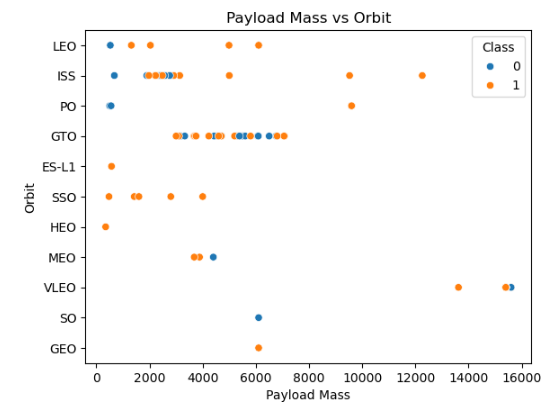 Payload Mass vs Orbit
Class
0
1
LEO
ISS
PO
GTO
ES-L1
SSO
HEO
MEO
VLEO
SO
GEO
Orbit
0 2000 4000 6000 8000 10000 12000 14000 16000
Payload Mass